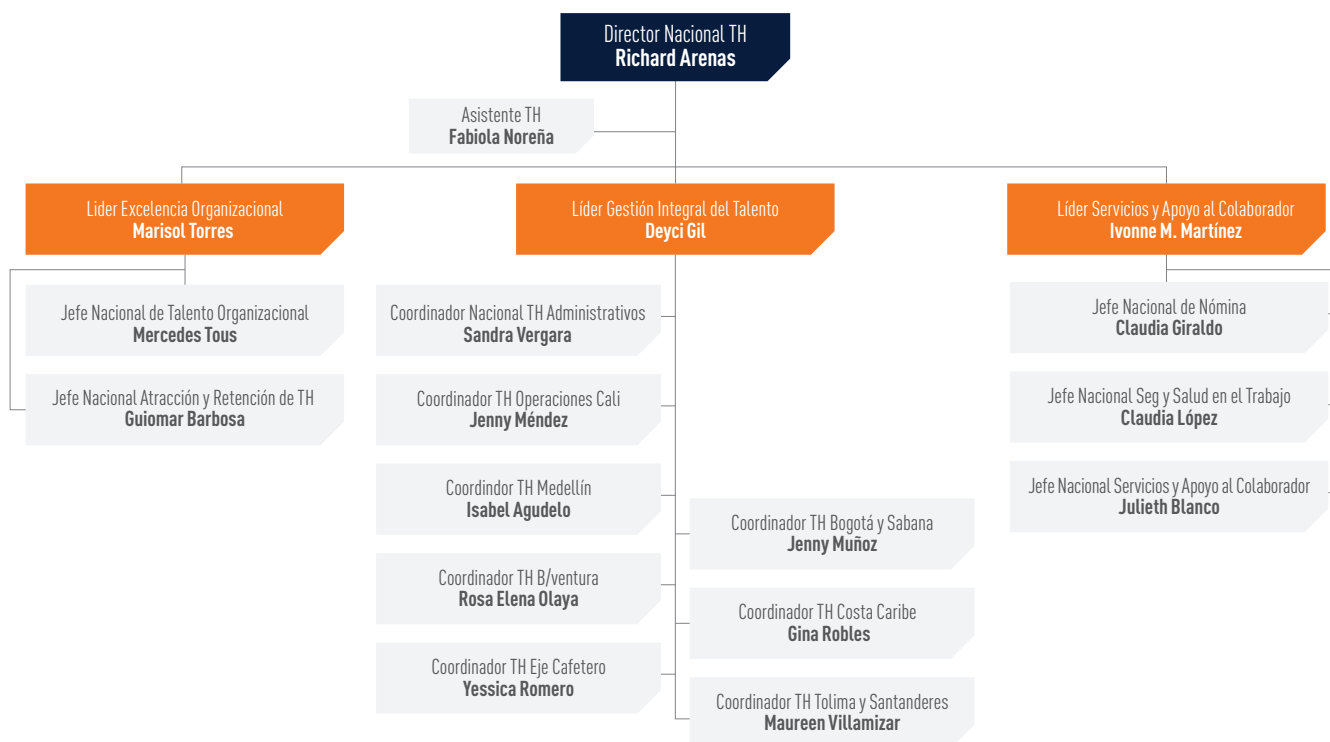 Director Nacional TH
Richard Arenas
Asistente TH
Fabiola Noreña
Lider Excelencia Organizacional
Marisol Torres
Líder Gestión Integral del Talento
Deyci Gil
Líder Servicios y Apoyo al Colaborador
Ivonne M. Martínez
Jefe Nacional de Talento Organizacional
Mercedes Tous
Jefe Nacional Atracción y Retención de TH
Guiomar Barbosa
Coordinador Nacional TH Administrativos
Sandra Vergara
Coordinador TH Operaciones Cali
Jenny Méndez
Coordindor TH Medellín
Isabel Agudelo
Coordinador TH B/ventura
Rosa Elena Olaya
Coordinador TH Eje Cafetero
Yessica Romero
Coordinador TH Bogotá y Sabana
Jenny Muñoz
Coordinador TH Costa Caribe
Gina Robles
Coordinador TH Tolima y Santanderes
Maureen Villamizar
Jefe Nacional de Nómina
Claudia Giraldo
Jefe Nacional Seg y Salud en el Trabajo
Claudia López
Jefe Nacional Servicios y Apoyo al Colaborador
Julieth Blanco